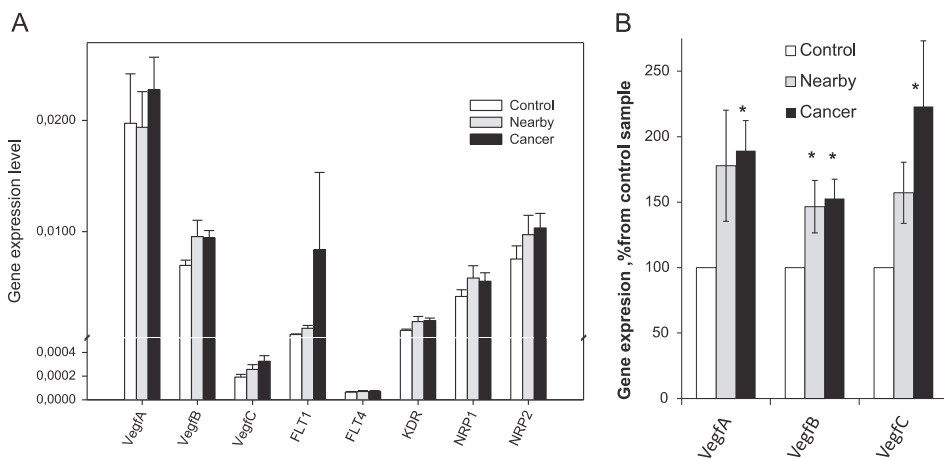 A
Gene expression level
0,0200
0,0100
0,0004
0,0002
0,0000
Control
Nearby
Cancer
VegfA
VegfB
VegfC
FLT1
FLT4
KDR
NRP1
NRP2
B
Gene expresion ,%from control sample
250
200
150
100
50
0
Control
Nearby
Cancer
*
* *
*
VegfA
VegfB
VegfC